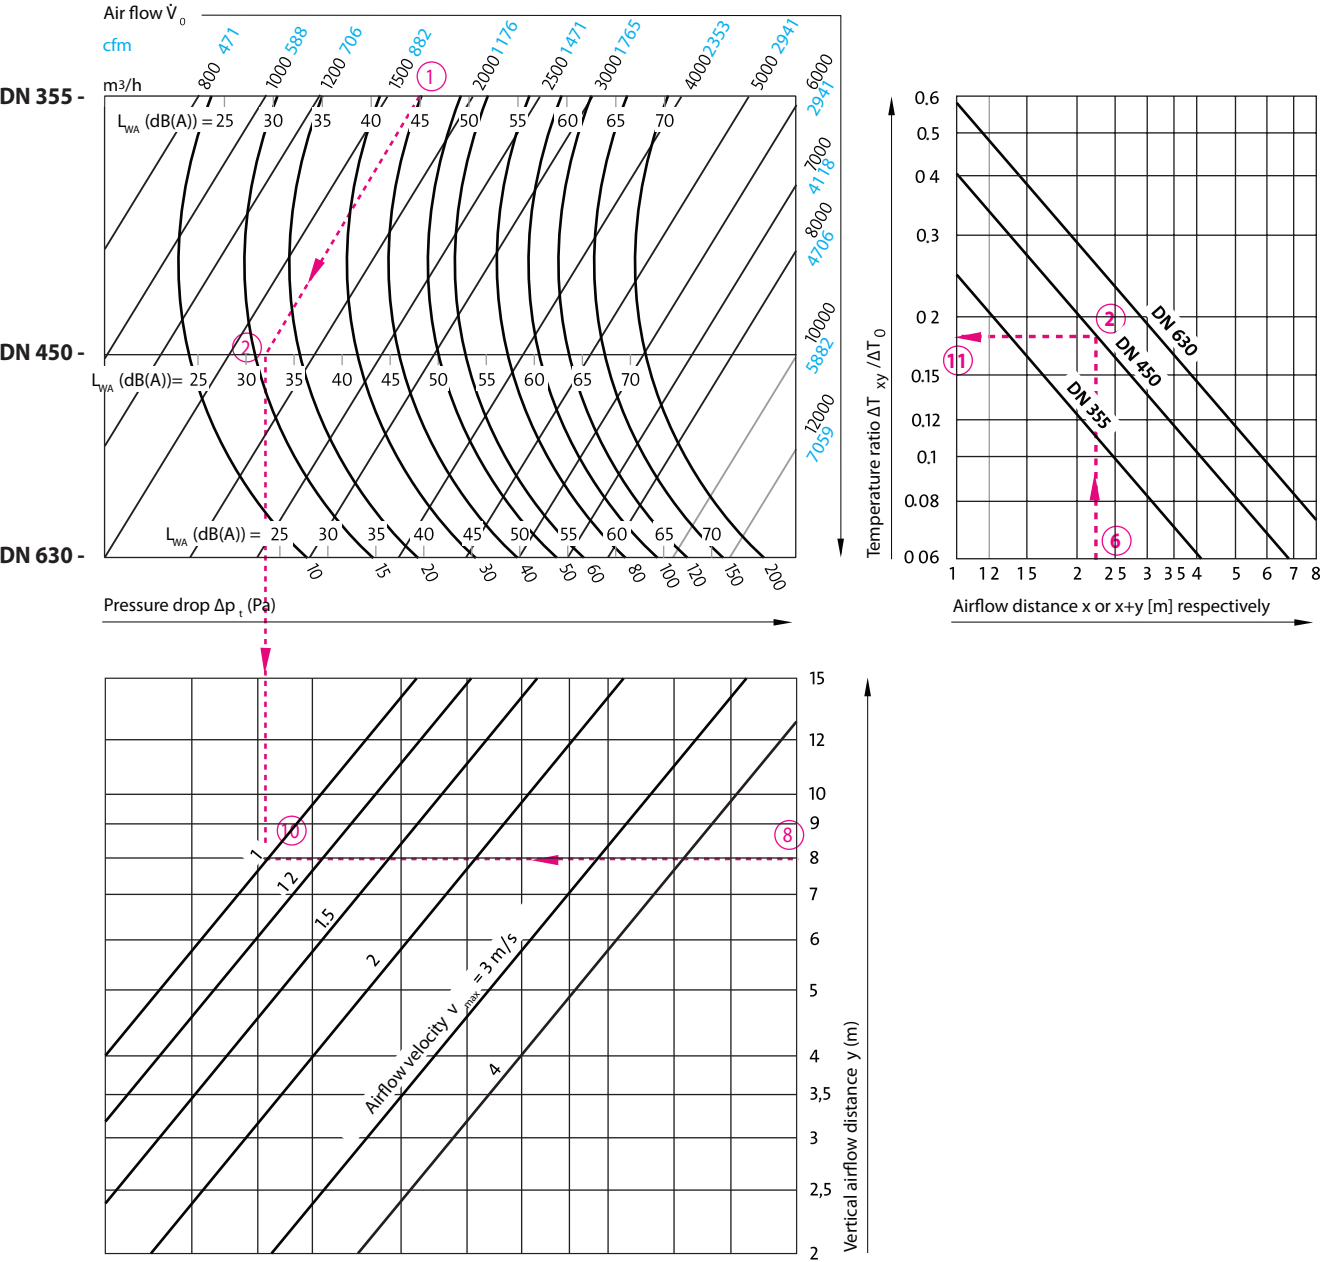 Air flow V̇0
cfm 471 588 706 882 1176 1471 1765 2353 2941
m3/h 800 1000 1200 1500 2000 2500 3000 4000 5000 6000
2941
7000
4118
8000
4706
10000
5882
12000
7059
1
DN 355 -
LWA (dB(A)) = 25 30 35 40 45 50 55 60 65 70
2
DN 450 -
LWA (dB(A))= 25 30 35 40 45 50 55 60 65 70
LWA (dB(A)) = 25 30 35 40 45 50 55 60 65 70
DN 630 -
10 15 20 30 40 50 60 80 100 120 150 200
Pressure drop Δp t (Pa)
0.6
0.5
0 4
0.3
0.2
0.15
0.12
0.1
0.08
0 06
Temperature ratio ΔT xy /ΔT0
2
11
6
DN 630
DN 450
DN 355
1 1 2 1 5 2 2 5 3 3 5 4 5 6 7 8
Airflow distance x or x+y [m] respectively
15
12
10
9
8
7
6
5
4
3,5
3
2,5
2
Vertical airflow distance y (m)
10
8
1
1 2
1.5
2
Airflow velocity v max = 3 m/s
4